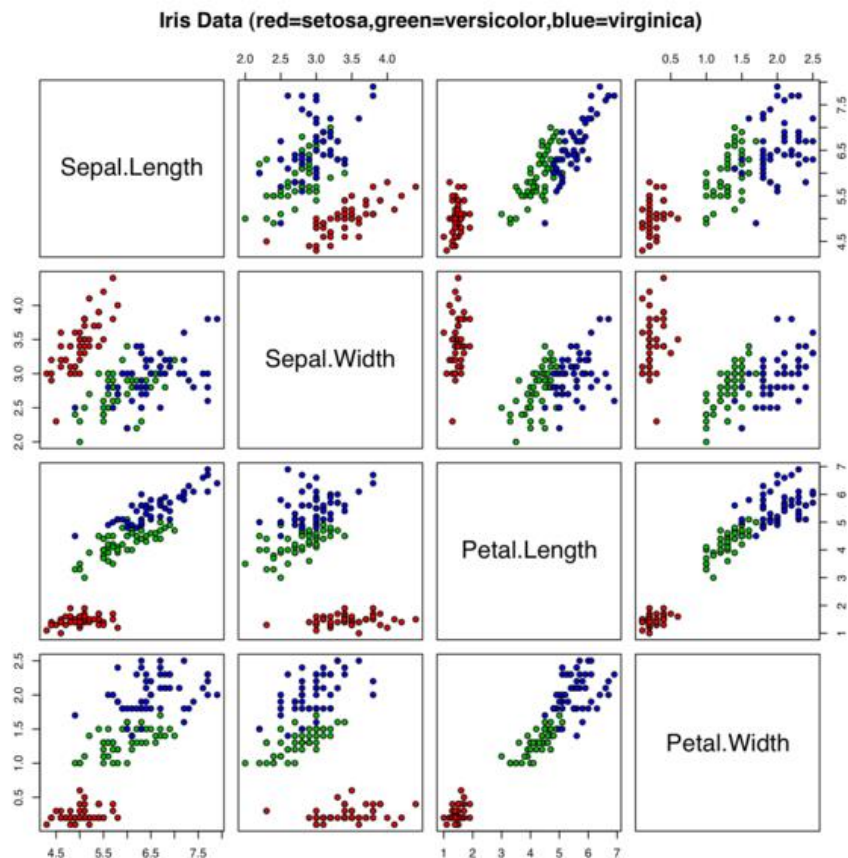 Iris Data (red=setosa,green=versicolor,blue=virginica)
2.0 2.5 3.0 3.5 4.0
0.5 1.0 1.5 2.0 2.5
Sepal.Length
4.5 5.5 6.5 7.5
2.0 2.5 3.0 3.5 4.0
Sepal.Width
Petal.Length
1 2 3 4 5 6 7
0.5 1.0 1.5 2.0 2.5
Petal.Width
4.5 5.5 6.5 7.5
1 2 3 4 5 6 7